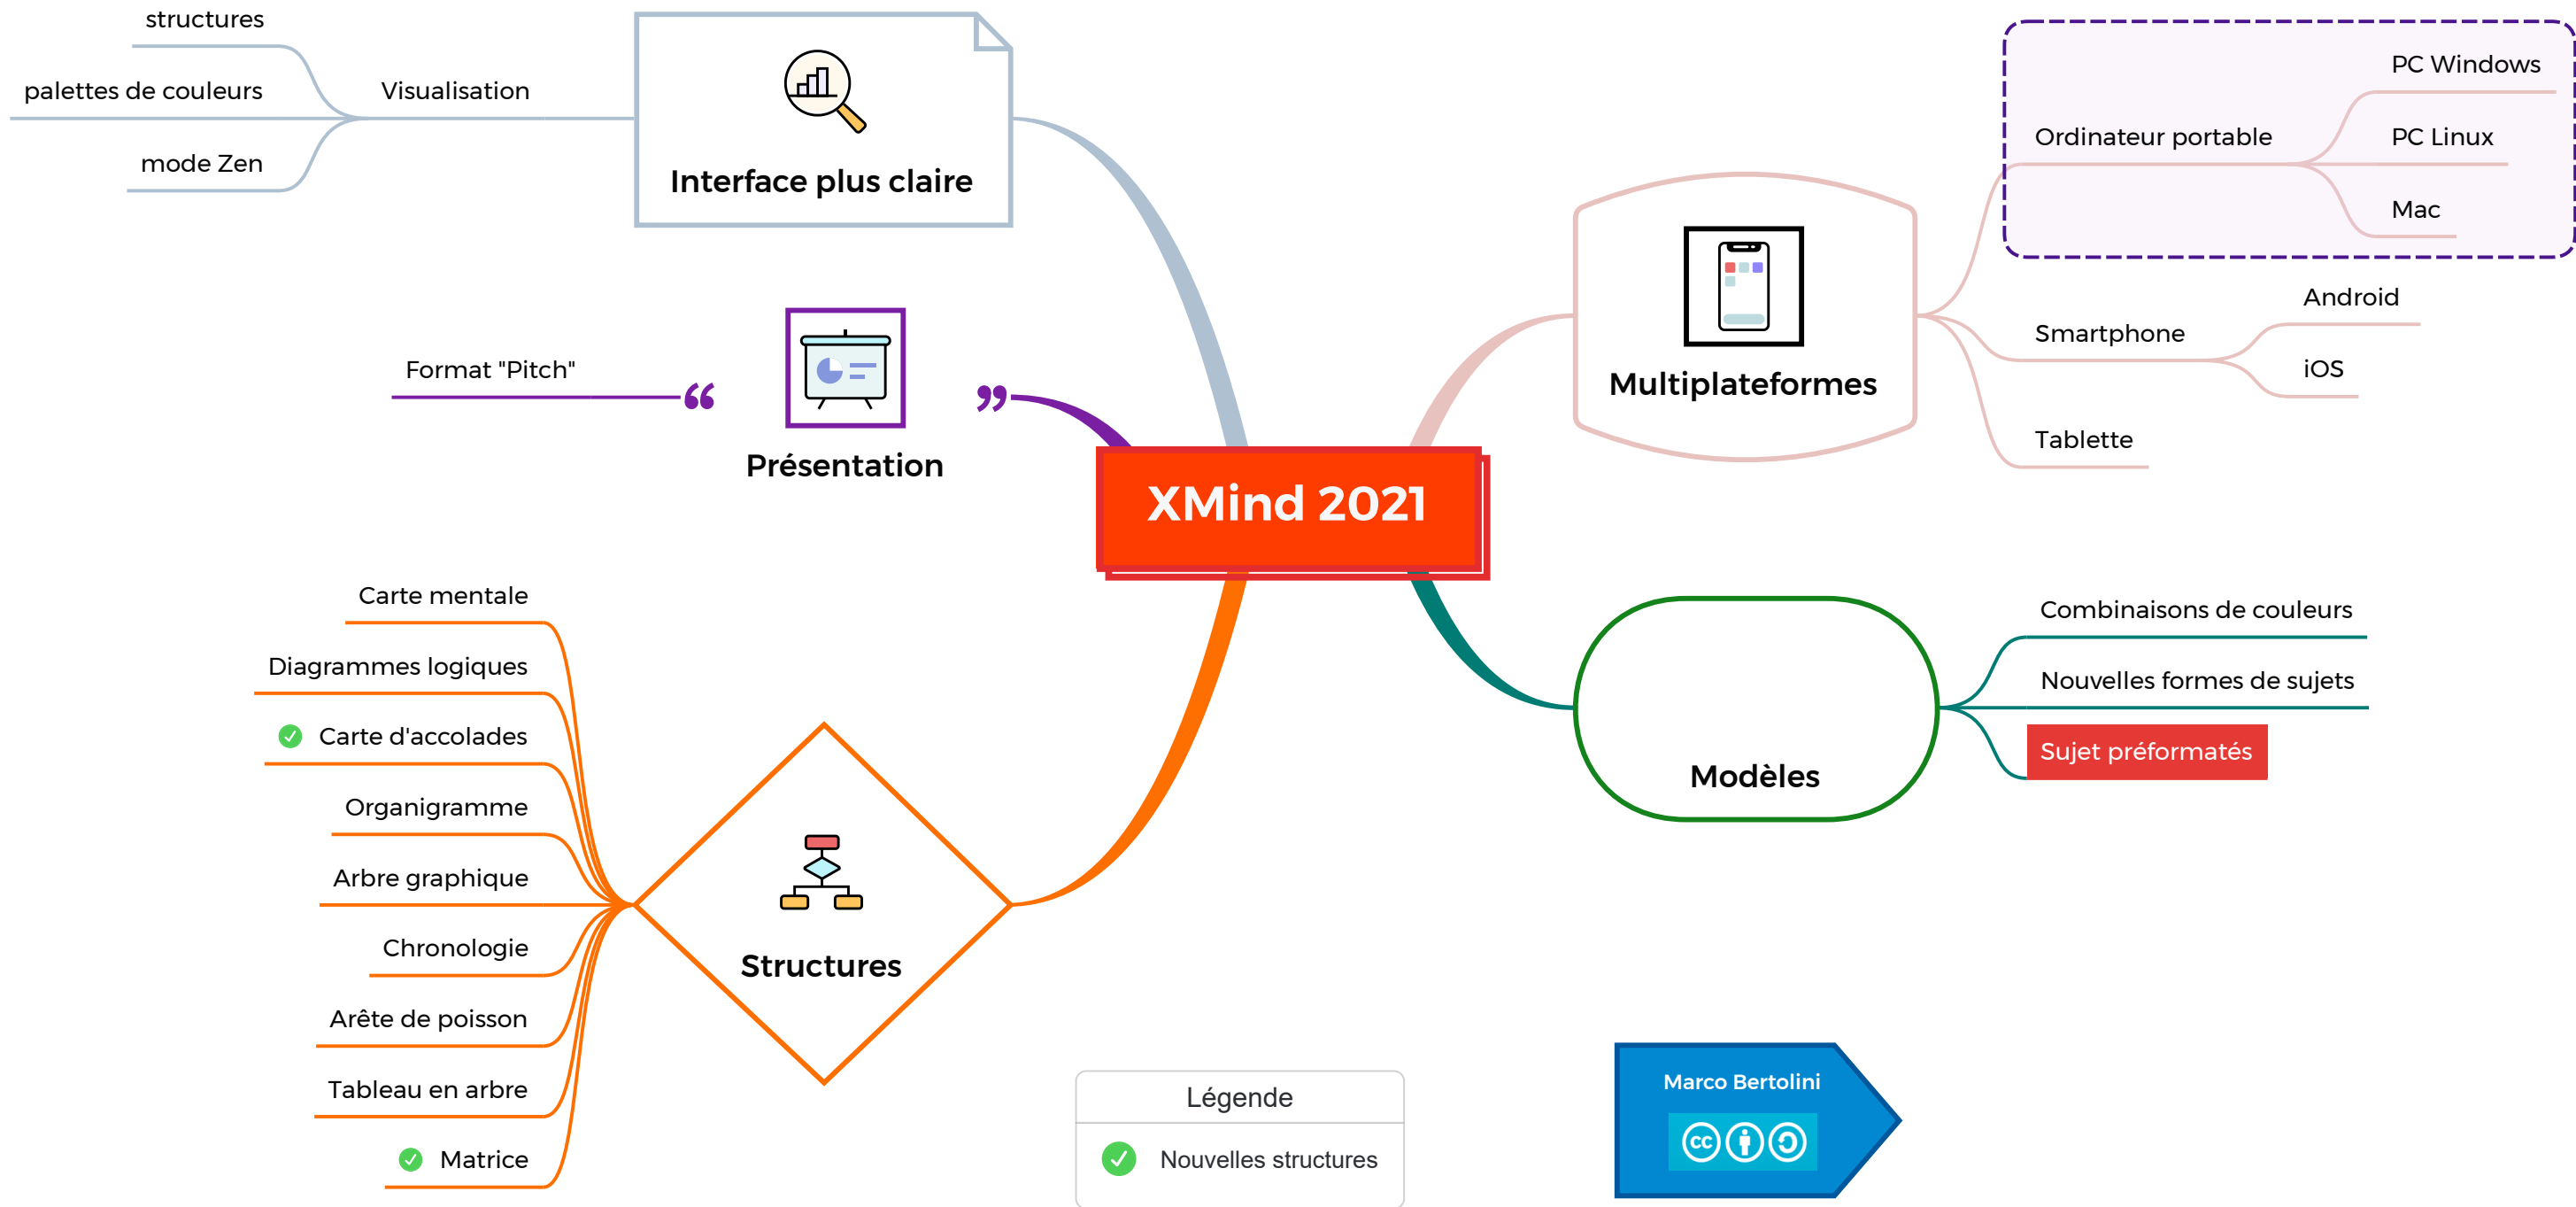 XMind 2021
Interface plus claire
Visualisation
structures
palettes de couleurs
mode Zen
Présentation
Format "Pitch"
Structures
Carte mentale
Diagrammes logiques
Carte d'accolades
Organigramme
Arbre graphique
Chronologie
Arête de poisson
Tableau en arbre
Matrice
Multiplateformes
Ordinateur portable
PC Windows
PC Linux
Mac
Smartphone
Android
iOS
Tablette
Modèles
Combinaisons de couleurs
Nouvelles formes de sujets
Sujet préformatés
Légende
Nouvelles structures
Marco Bertolini
cc